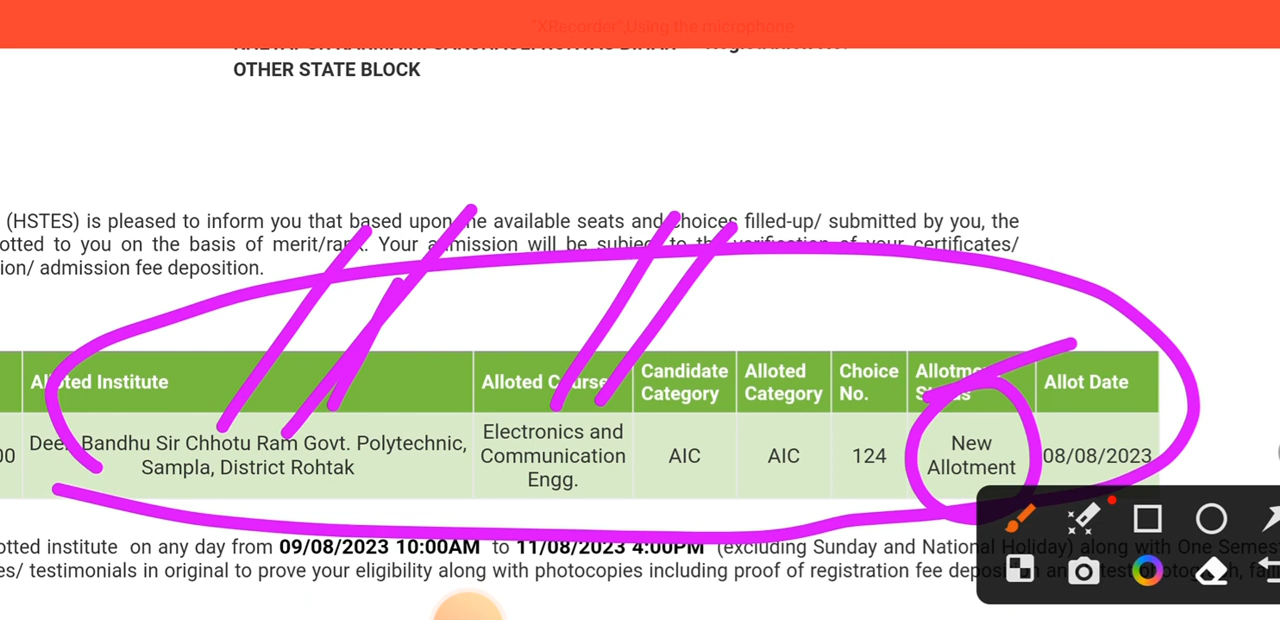 "XRecorder",Using the microphone
OTHER STATE BLOCK
(HSTES) is pleased to inform you that based upon the available seats and choices filled-up/ submitted by you, the
otted to you on the basis of merit/rank. Your admission will be subject to the verification of your certificates/
ion/ admission fee deposition.
Alloted Institute
Alloted Course
Candidate Category
Alloted Category
Choice No.
Allotment Status
Allot Date
00
Deen Bandhu Sir Chhotu Ram Govt. Polytechnic,
Sampla, District Rohtak
Electronics and
Communication
Engg.
AIC
AIC
124
New
Allotment
08/08/2023
otted institute on any day from 09/08/2023 10:00AM to 11/08/2023 4:00PM (excluding Sunday and National Holiday) along with One Semes
es/ testimonials in original to prove your eligibility along with photocopies including proof of registration fee